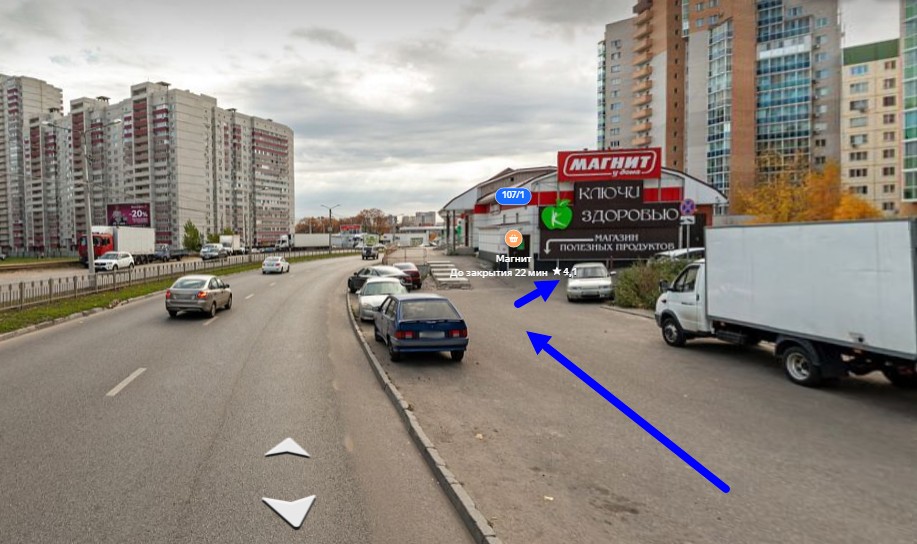 МАГНИТ
у дома
107/1
КЛЮЧИ
ЗДОРОВЬЮ
МАГАЗИН
ПОЛЕЗНЫХ ПРОДУКТОВ
Магнит
До закрытия 22 мин ★4,1
-20%